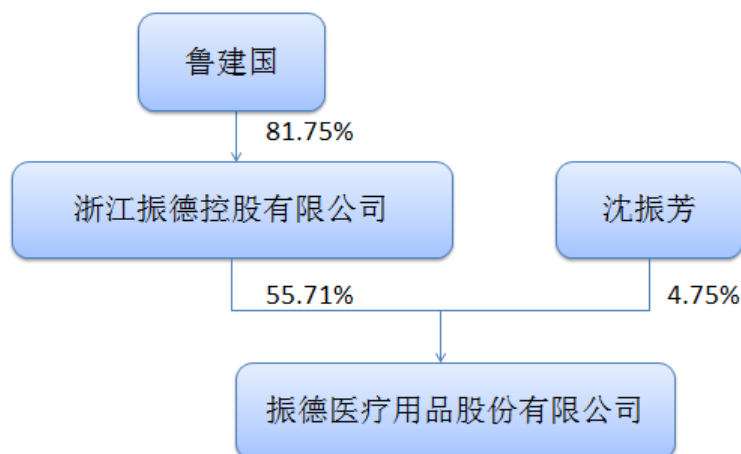 鲁建国
81.75%
浙江振德控股有限公司
沈振芳
55.71%
4.75%
振德医疗用品股份有限公司